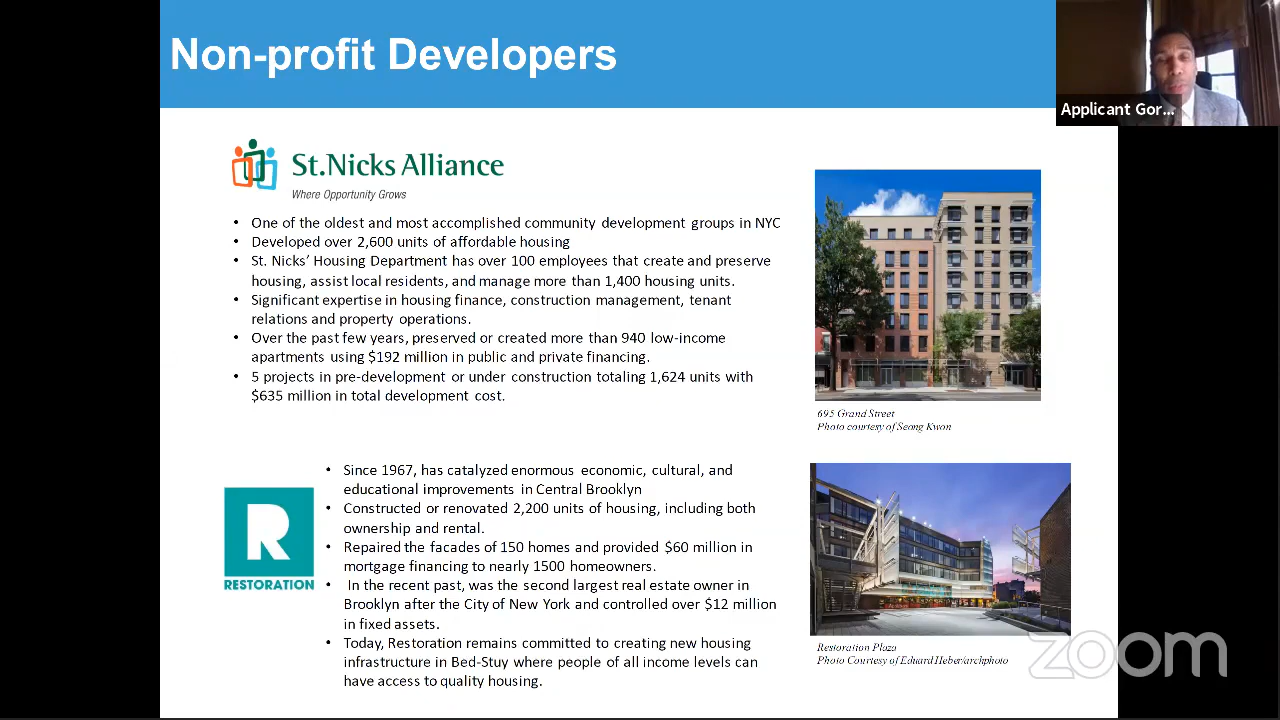 Non-profit Developers
Applicant Gor...
St.Nicks Alliance
Where Opportunity Grows
• One of the oldest and most accomplished community development groups in NYC
• Developed over 2,600 units of affordable housing
• St. Nicks’ Housing Department has over 100 employees that create and preserve
housing, assist local residents, and manage more than 1,400 housing units.
• Significant expertise in housing finance, construction management, tenant
relations and property operations.
• Over the past few years, preserved or created more than 940 low-income
apartments using $192 million in public and private financing.
• 5 projects in pre-development or under construction totaling 1,624 units with
$635 million in total development cost.
695 Grand Street
Photo courtesy of Seong Kwon
R
RESTORATION
• Since 1967, has catalyzed enormous economic, cultural, and
educational improvements in Central Brooklyn
• Constructed or renovated 2,200 units of housing, including both
ownership and rental.
• Repaired the facades of 150 homes and provided $60 million in
mortgage financing to nearly 1500 homeowners.
• In the recent past, was the second largest real estate owner in
Brooklyn after the City of New York and controlled over $12 million
in fixed assets.
• Today, Restoration remains committed to creating new housing
infrastructure in Bed-Stuy where people of all income levels can
have access to quality housing.
Restoration Plaza
Photo Courtesy of Eduard Heber/archphoto
zoom